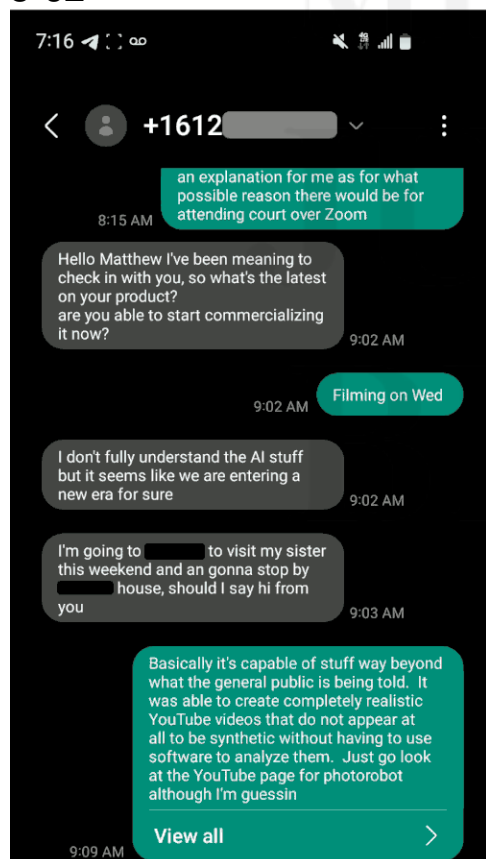 7:16
+1612
an explanation for me as for what
possible reason there would be for
attending court over Zoom
8:15 AM
Hello Matthew I've been meaning to
check in with you, so what's the latest
on your product?
are you able to start commercializing
it now?
9:02 AM
Filming on Wed
9:02 AM
I don't fully understand the AI stuff
but it seems like we are entering a
new era for sure
9:02 AM
I'm going to to visit my sister
this weekend and an gonna stop by
house, should I say hi from
you
9:03 AM
Basically it's capable of stuff way beyond
what the general public is being told. It
was able to create completely realistic
YouTube videos that do not appear at
all to be synthetic without having to use
software to analyze them. Just go look
at the YouTube page for photorobot
although I'm guessin
View all
9:09 AM